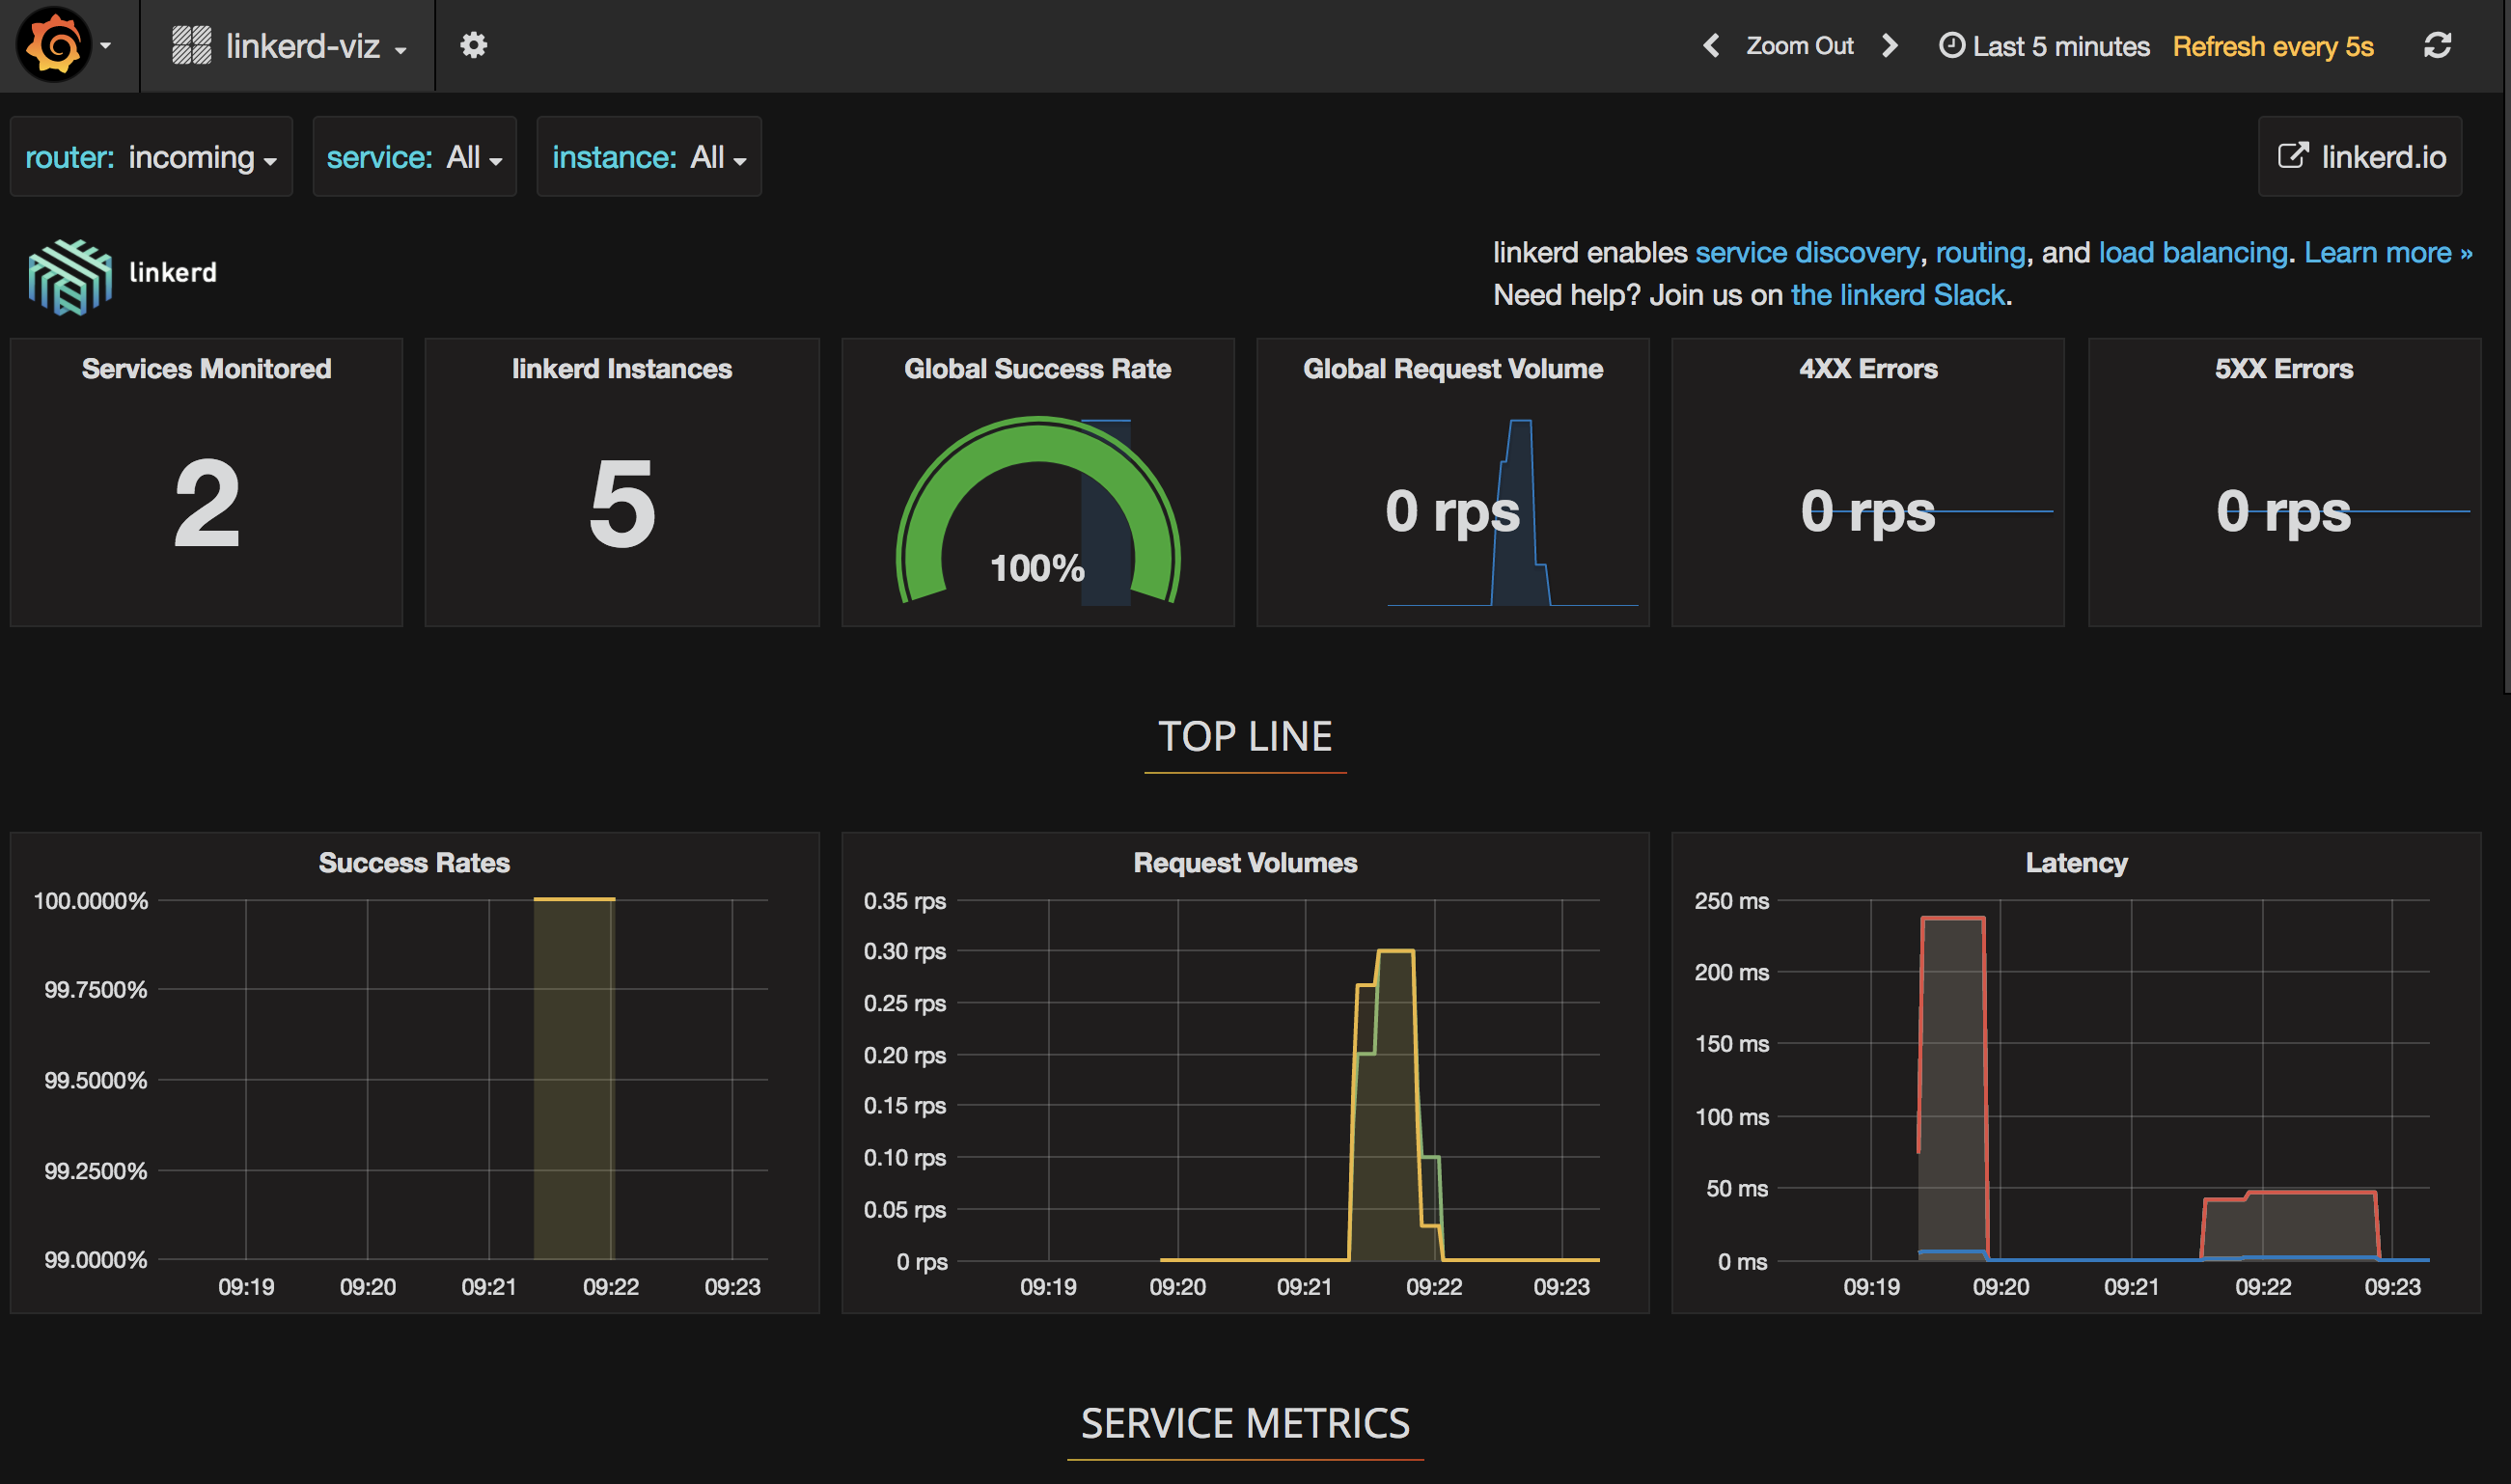 linkerd-viz
Zoom Out
Last 5 minutes Refresh every 5s
router: incoming
service: All
instance: All
linkerd.io
linkerd
linkerd enables service discovery, routing, and load balancing. Learn more »
Need help? Join us on the linkerd Slack.
Services Monitored
2
linkerd Instances
5
Global Success Rate
100%
Global Request Volume
0 rps
4XX Errors
0 rps
5XX Errors
0 rps
TOP LINE
Success Rates
100.0000%
99.7500%
99.5000%
99.2500%
99.0000%
09:19 09:20 09:21 09:22 09:23
Request Volumes
0.35 rps
0.30 rps
0.25 rps
0.20 rps
0.15 rps
0.10 rps
0.05 rps
0 rps
09:19 09:20 09:21 09:22 09:23
Latency
250 ms
200 ms
150 ms
100 ms
50 ms
0 ms
09:19 09:20 09:21 09:22 09:23
SERVICE METRICS